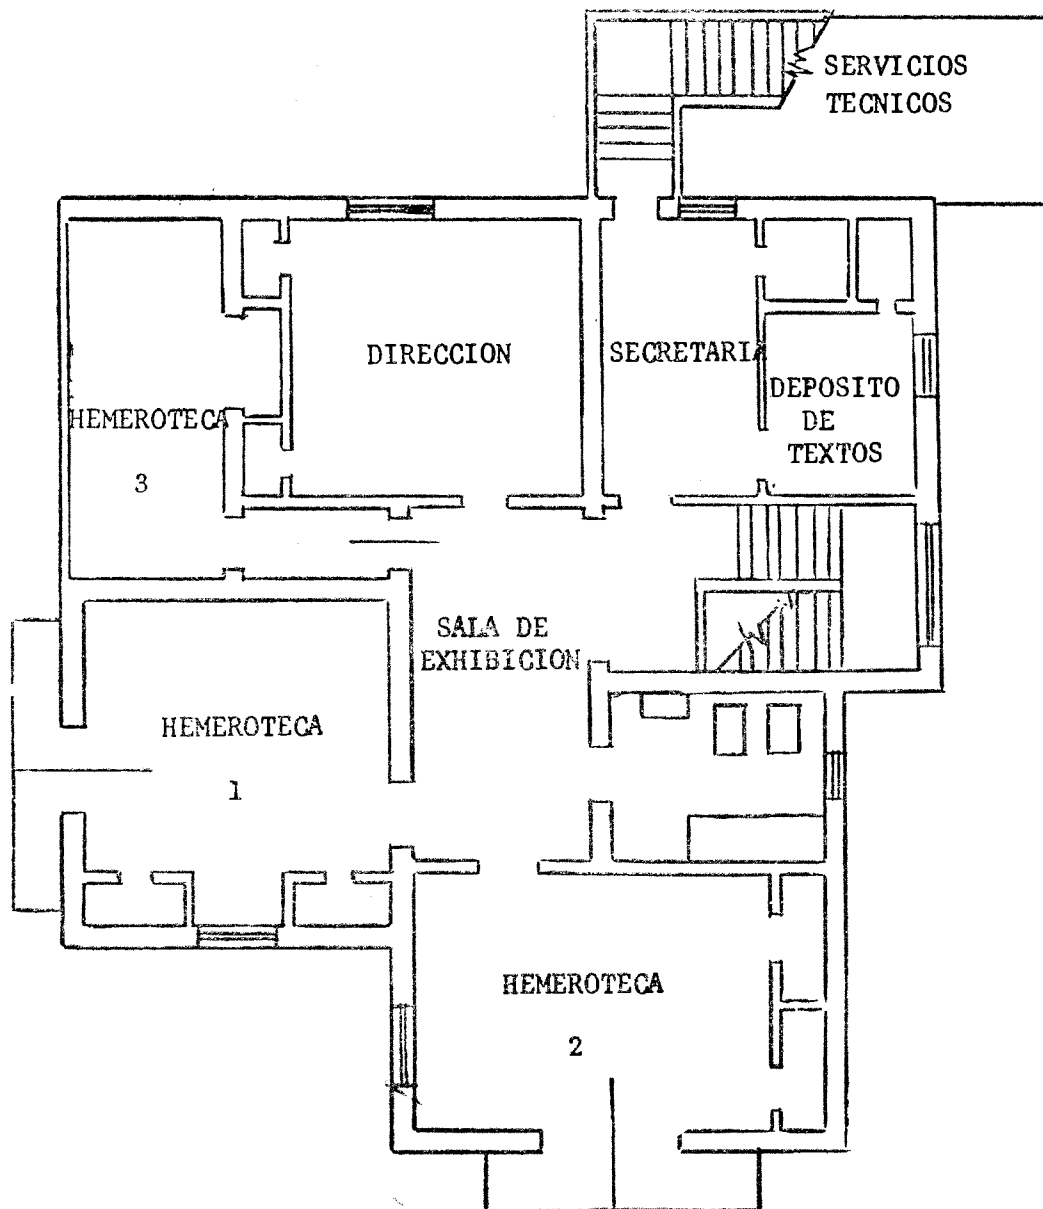 SERVICIOS
TECNICOS
DIRECCION
SECRETARIA
DEPOSITO
DE
TEXTOS
HEMEROTECA
3
SALA DE
EXHIBICION
HEMEROTECA
1
HEMEROTECA
2